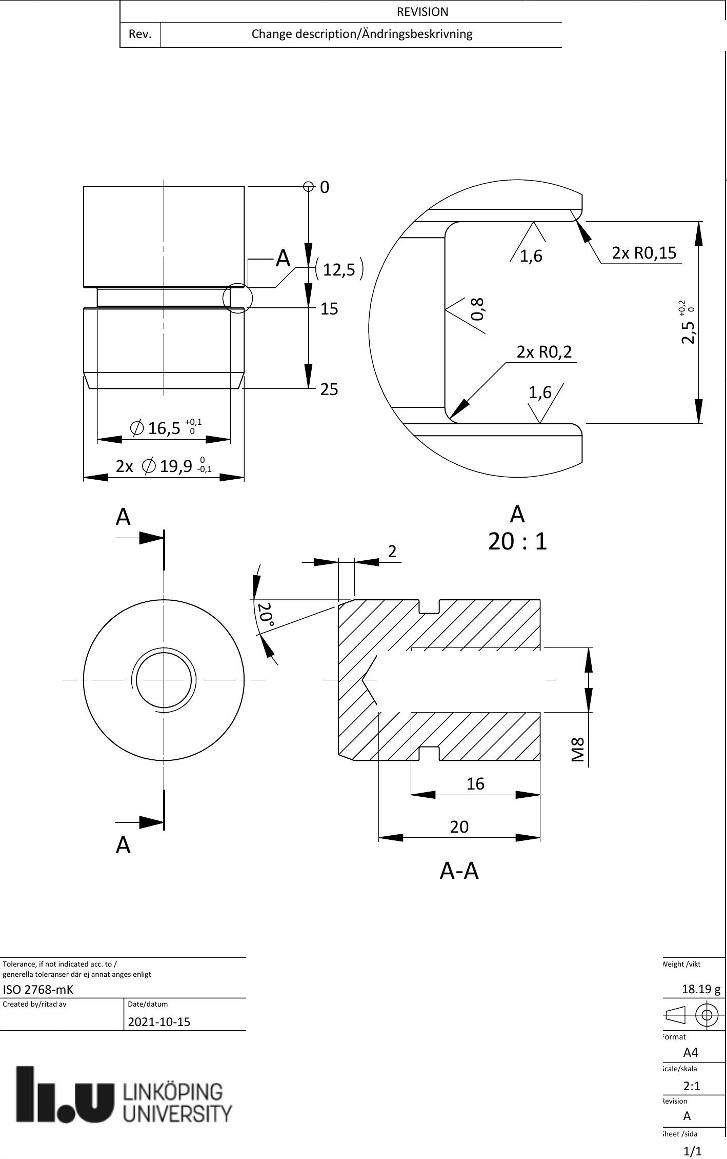 REVISION
Rev. Change description/Ändringsbeskrivning
0
A
(12,5)
15
25
Ø 16,5 +0,1 0
2x Ø 19,9 0 -0,1
1,6
2x R0,15
0,8
2,5 +0,2 0
2x R0,2
1,6
A
20 : 1
A
2
20°
M8
16
20
A
A-A
Tolerance, if not indicated acc. to /
generella toleranser där ej annat anges enligt
ISO 2768-mK
Created by/ritad av Date/datum
2021-10-15
LINKÖPING
UNIVERSITY
Weight /vikt
18.19 g
Format
A4
Scale/skala
2:1
Revision
A
Sheet /sida
1/1